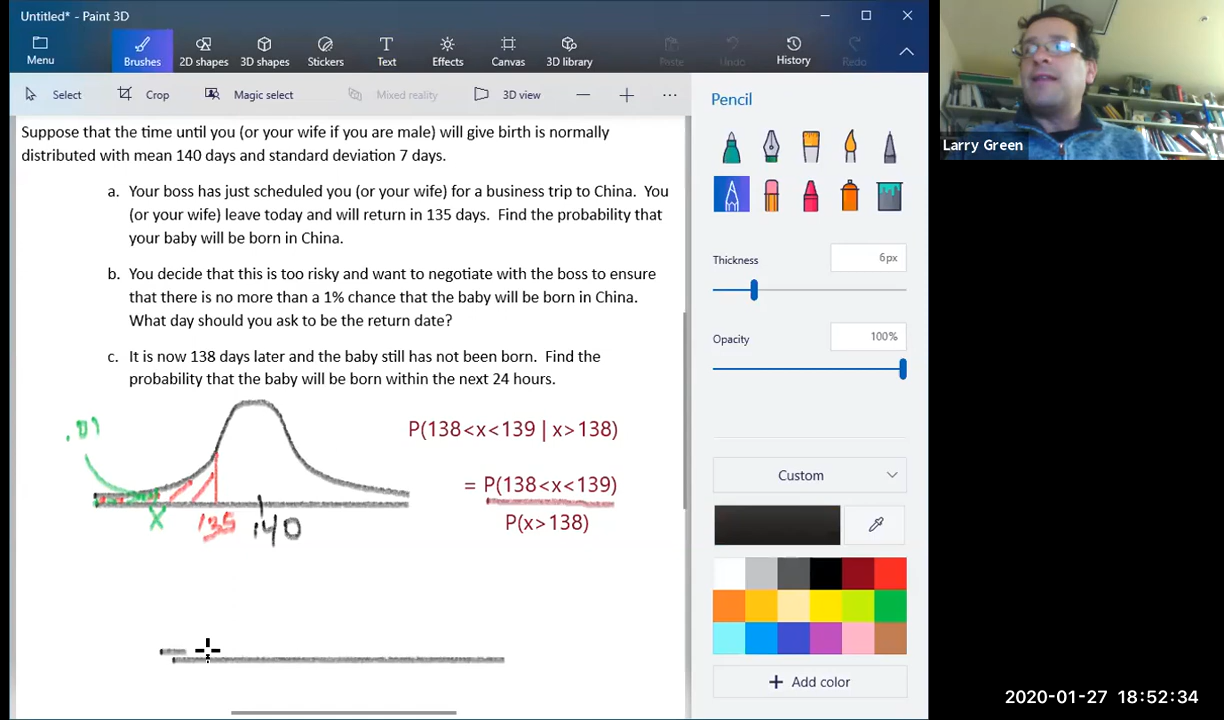 Untitled* - Paint 3D
Menu
Brushes
2D shapes
3D shapes
Stickers
Text
Effects
Canvas
3D library
Paste
Undo
History
Redo
Select
Crop
Magic select
Mixed reality
3D view
Pencil
Larry Green
Suppose that the time until you (or your wife if you are male) will give birth is normally
distributed with mean 140 days and standard deviation 7 days.
a. Your boss has just scheduled you (or your wife) for a business trip to China. You
(or your wife) leave today and will return in 135 days. Find the probability that
your baby will be born in China.
b. You decide that this is too risky and want to negotiate with the boss to ensure
that there is no more than a 1% chance that the baby will be born in China.
What day should you ask to be the return date?
c. It is now 138 days later and the baby still has not been born. Find the
probability that the baby will be born within the next 24 hours.
Thickness
6px
Opacity
100%
.01
P(138<x<139 | x>138)
= P(138<x<139)
P(x>138)
X
135
140
Custom
Add color
2020-01-27 18:52:34